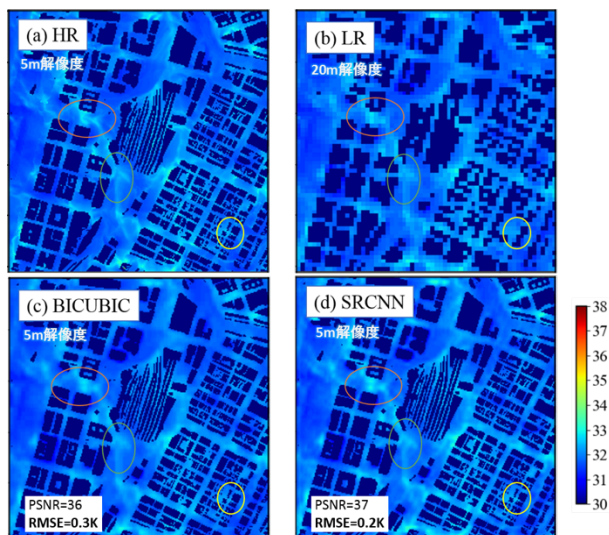 (a) HR
5m解像度
(b) LR
20m解像度
(c) BICUBIC
5m解像度
PSNR=36
RMSE=0.3K
(d) SRCNN
5m解像度
PSNR=37
RMSE=0.2K
38
37
36
35
34
33
32
31
30